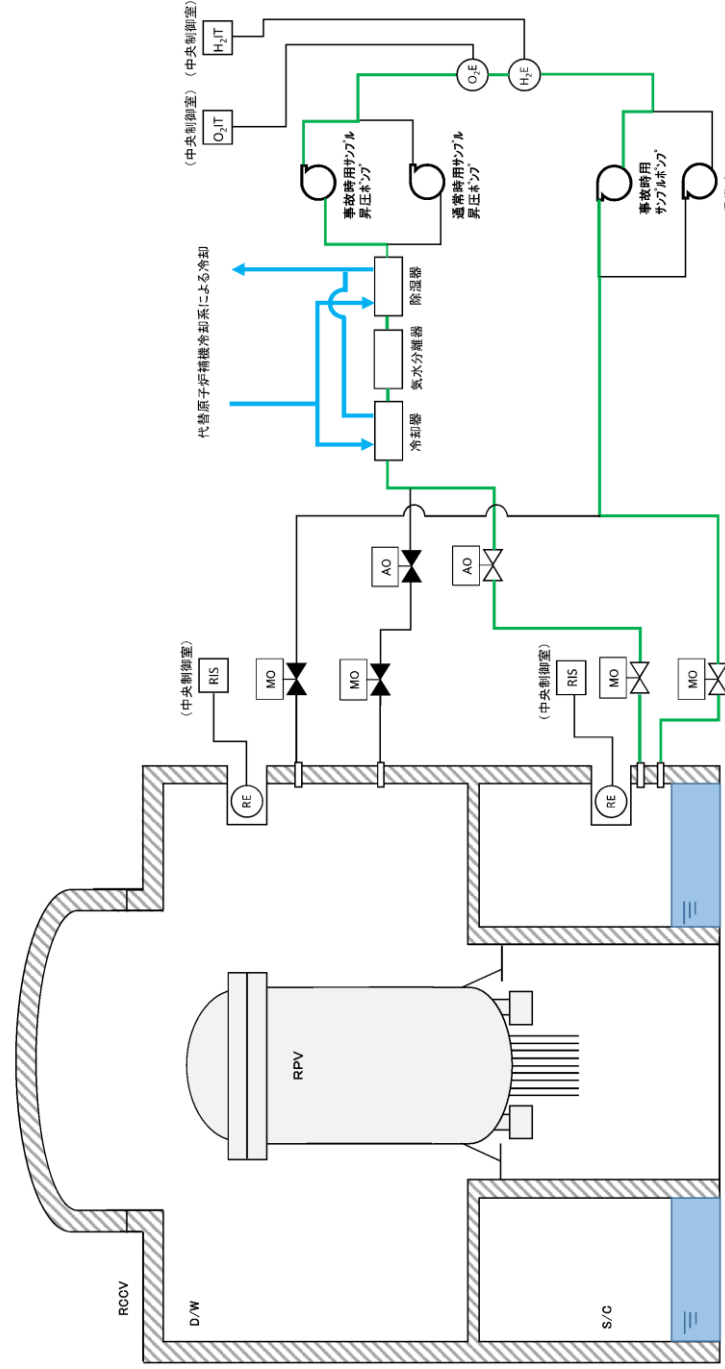 RCCV
D/W
RPV
S/C
(中央制御室)
RIS
RE
MO
MO
(中央制御室)
RIS
RE
MO
MO
AO
AO
代替原子炉補機冷却系による冷却
冷却器
気水分離器
除湿器
事故時用サンプル
昇圧ポンプ
通常時用サンプル
昇圧ポンプ
事故時用
サンプルポンプ
(中央制御室)
O₂IT
(中央制御室)
H₂IT
O₂E
H₂E